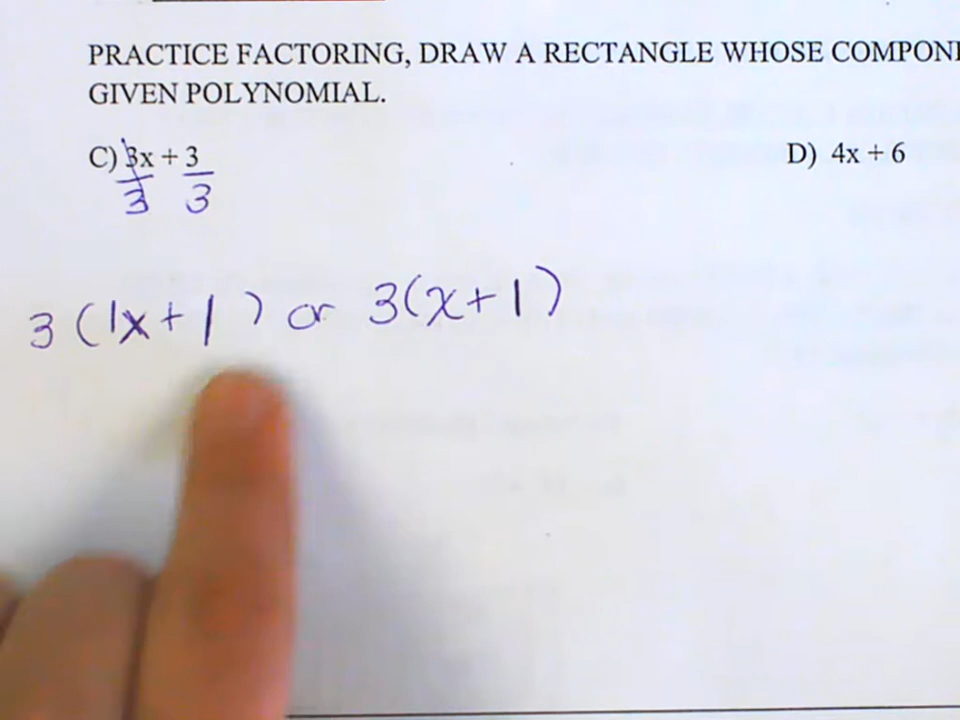 PRACTICE FACTORING, DRAW A RECTANGLE WHOSE COMPON
GIVEN POLYNOMIAL.
C) 3x + 3
D) 4x + 6
3 3
3 (1x + 1) or 3(x + 1)